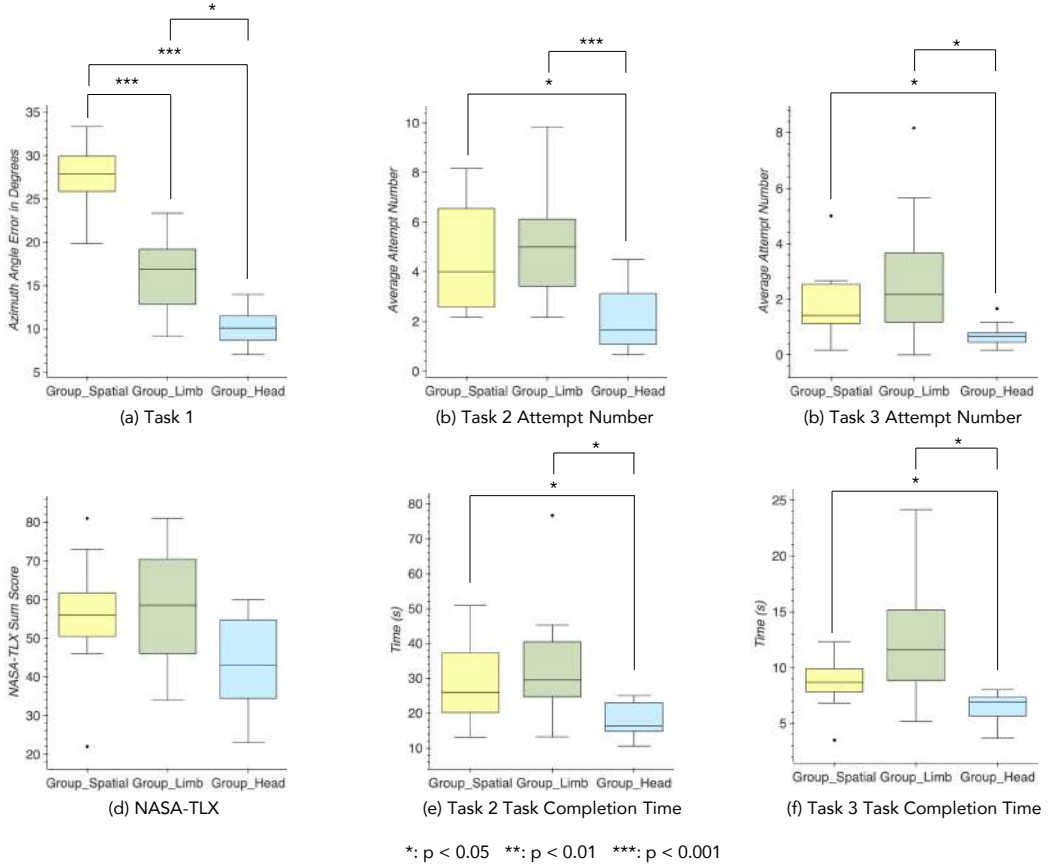 * * ***
*** *
*** * *
35 30 25 20 15 10 5
Azimuth Angle Error in Degrees
10 8 6 4 2 0
Average Attempt Number
8 6 4 2 0
Average Attempt Number
Group_Spatial Group_Limb Group_Head
Group_Spatial Group_Limb Group_Head
Group_Spatial Group_Limb Group_Head
(a) Task 1
(b) Task 2 Attempt Number
(b) Task 3 Attempt Number
* *
* *
80 70 60 50 40 30 20
NASA-TLX Sum Score
80 70 60 50 40 30 20 10
Time (s)
25 20 15 10 5
Time (s)
Group_Spatial Group_Limb Group_Head
Group_Spatial Group_Limb Group_Head
Group_Spatial Group_Limb Group_Head
(d) NASA-TLX
(e) Task 2 Task Completion Time
(f) Task 3 Task Completion Time
*: p < 0.05 **: p < 0.01 ***: p < 0.001